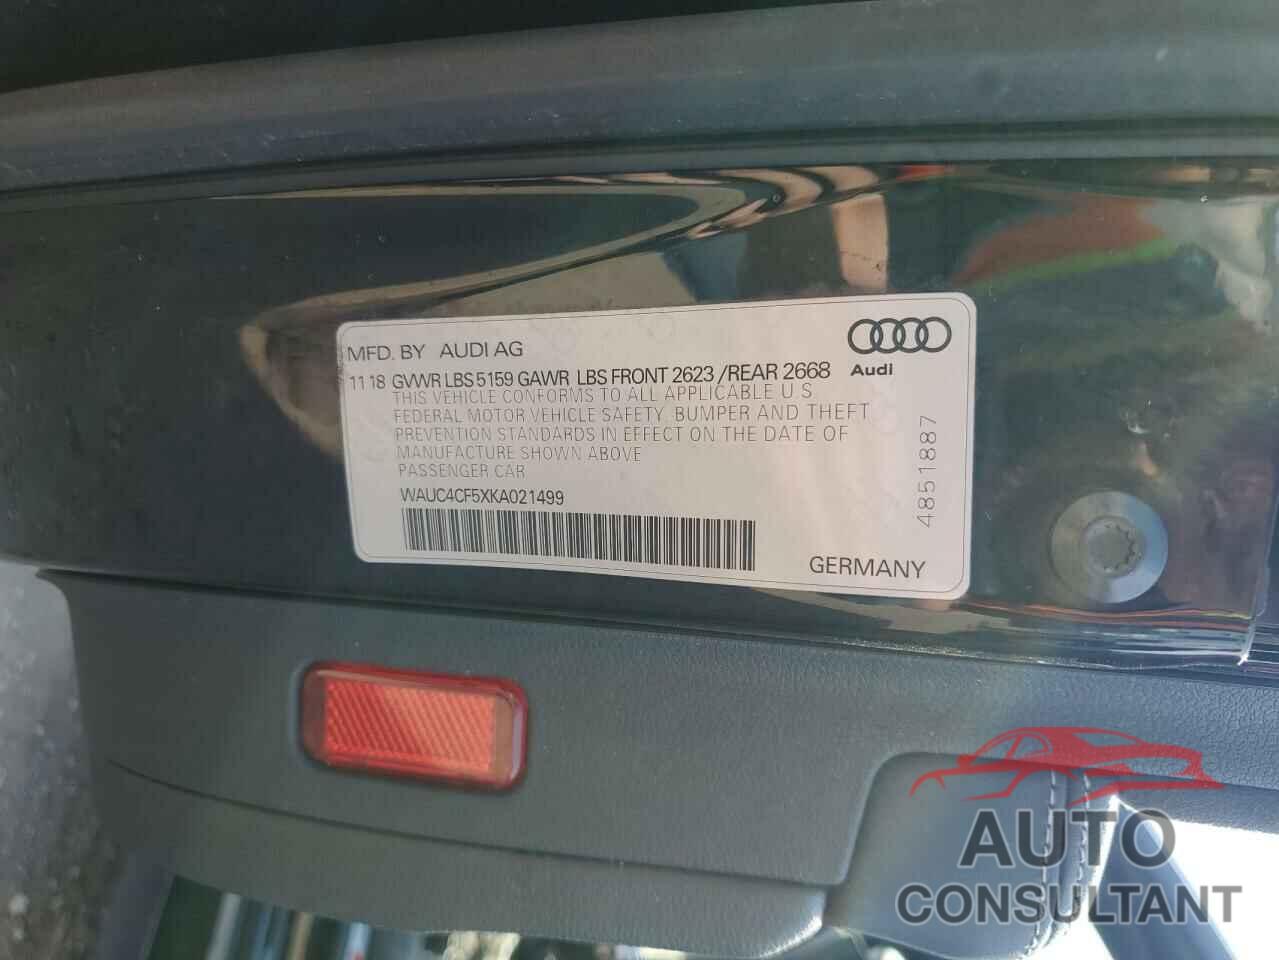 MFD. BY AUDI AG
Audi
11 18 GVWR LBS 5159 GAWR LBS FRONT 2623 /REAR 2668
THIS VEHICLE CONFORMS TO ALL APPLICABLE U S
FEDERAL MOTOR VEHICLE SAFETY BUMPER AND THEFT
PREVENTION STANDARDS IN EFFECT ON THE DATE OF
MANUFACTURE SHOWN ABOVE
PASSENGER CAR
WAUC4CF5XKA021499
4851887
GERMANY
AUTO
CONSULTANT